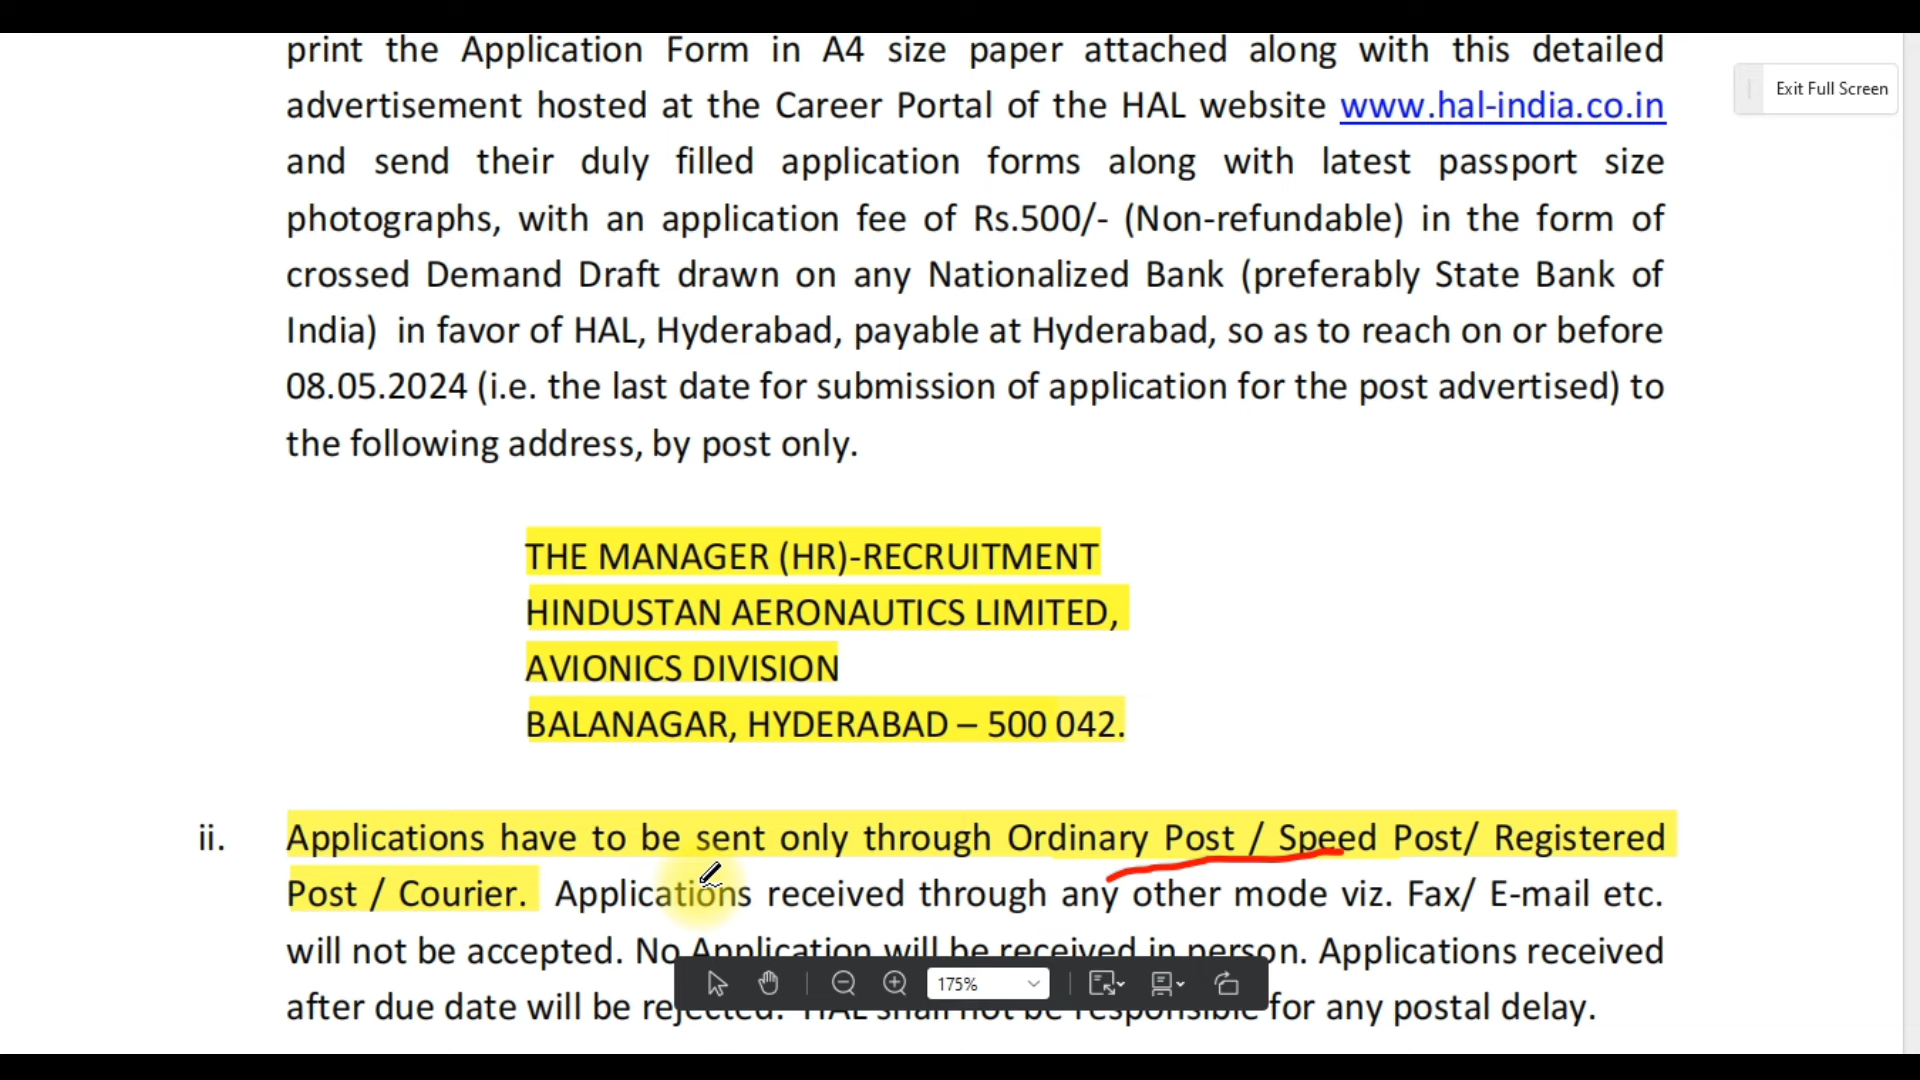 print the Application Form in A4 size paper attached along with this detailed
Exit Full Screen
advertisement hosted at the Career Portal of the HAL website www.hal-india.co.in
and send their duly filled application forms along with latest passport size
photographs, with an application fee of Rs.500/- (Non-refundable) in the form of
crossed Demand Draft drawn on any Nationalized Bank (preferably State Bank of
India) in favor of HAL, Hyderabad, payable at Hyderabad, so as to reach on or before
08.05.2024 (i.e. the last date for submission of application for the post advertised) to
the following address, by post only.
THE MANAGER (HR)-RECRUITMENT
HINDUSTAN AERONAUTICS LIMITED,
AVIONICS DIVISION
BALANAGAR, HYDERABAD – 500 042.
ii. Applications have to be sent only through Ordinary Post / Speed Post/ Registered
Post / Courier. Applications received through any other mode viz. Fax/ E-mail etc.
will not be accepted. No Application will be received in person. Applications received
175%
after due date will be rejected. HAL shall not be responsible for any postal delay.